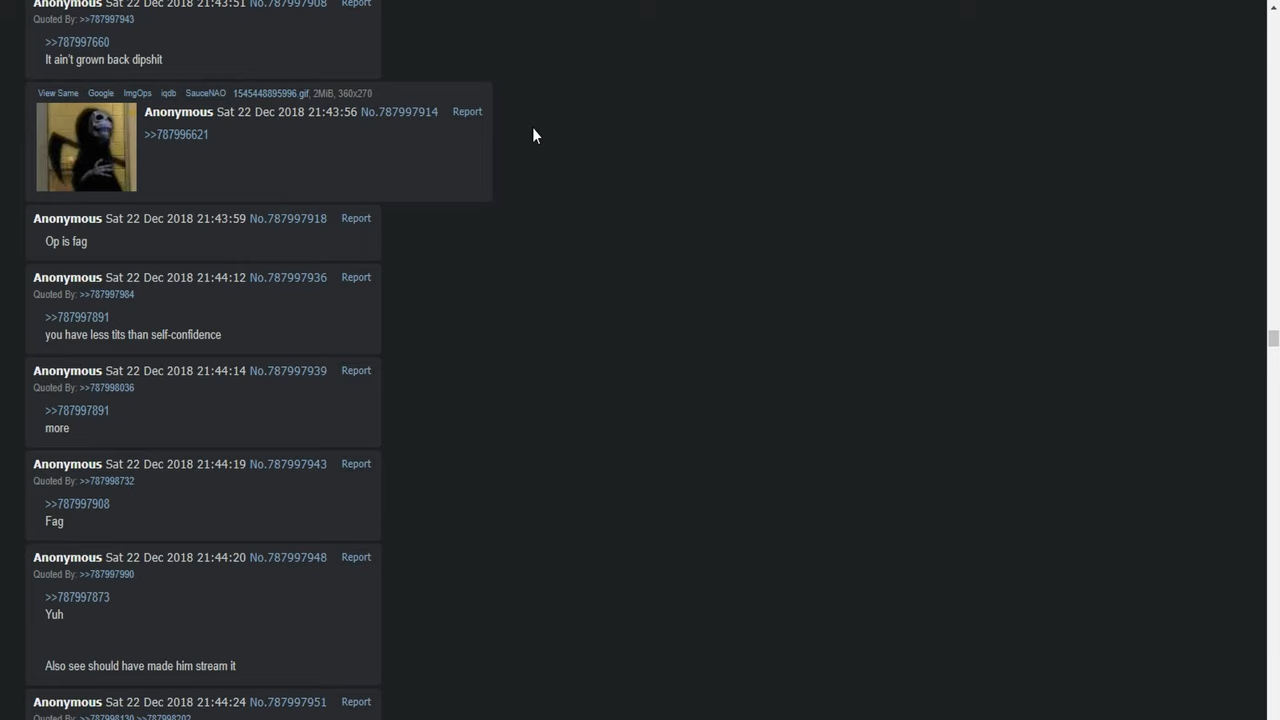 Anonymous Sat 22 Dec 2018 21:43:51 No.787997908 Report
Quoted By: >>787997943
>>787997660
It ain't grown back dipshit
View Same Google ImgOps iqdb SauceNAO 1545448895996.gif, 2MiB, 360x270
Anonymous Sat 22 Dec 2018 21:43:56 No.787997914 Report
>>787996621
Anonymous Sat 22 Dec 2018 21:43:59 No.787997918 Report
Op is fag
Anonymous Sat 22 Dec 2018 21:44:12 No.787997936 Report
Quoted By: >>787997984
>>787997891
you have less tits than self-confidence
Anonymous Sat 22 Dec 2018 21:44:14 No.787997939 Report
Quoted By: >>787998036
>>787997891
more
Anonymous Sat 22 Dec 2018 21:44:19 No.787997943 Report
Quoted By: >>787998732
>>787997908
Fag
Anonymous Sat 22 Dec 2018 21:44:20 No.787997948 Report
Quoted By: >>787997990
>>787997873
Yuh
Also see should have made him stream it
Anonymous Sat 22 Dec 2018 21:44:24 No.787997951 Report
Quoted By: >>787998130 >>787998202